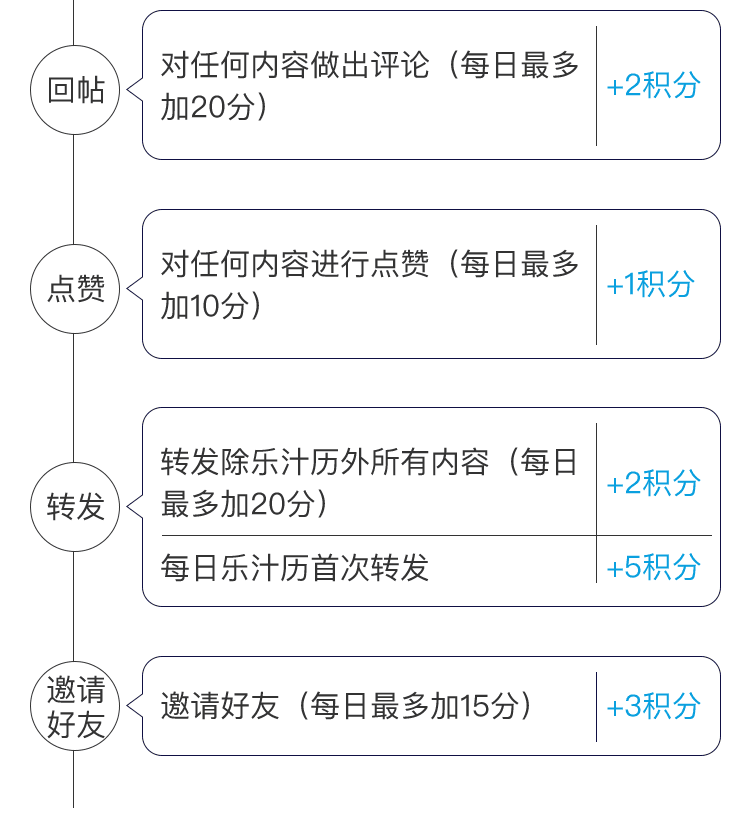 回帖
对任何内容做出评论（每日最多
加20分）
+2积分
点赞
对任何内容进行点赞（每日最多
加10分）
+1积分
转发
转发除乐汁历外所有内容（每日
最多加20分）
+2积分
每日乐汁历首次转发
+5积分
邀请
好友
邀请好友（每日最多加15分）
+3积分